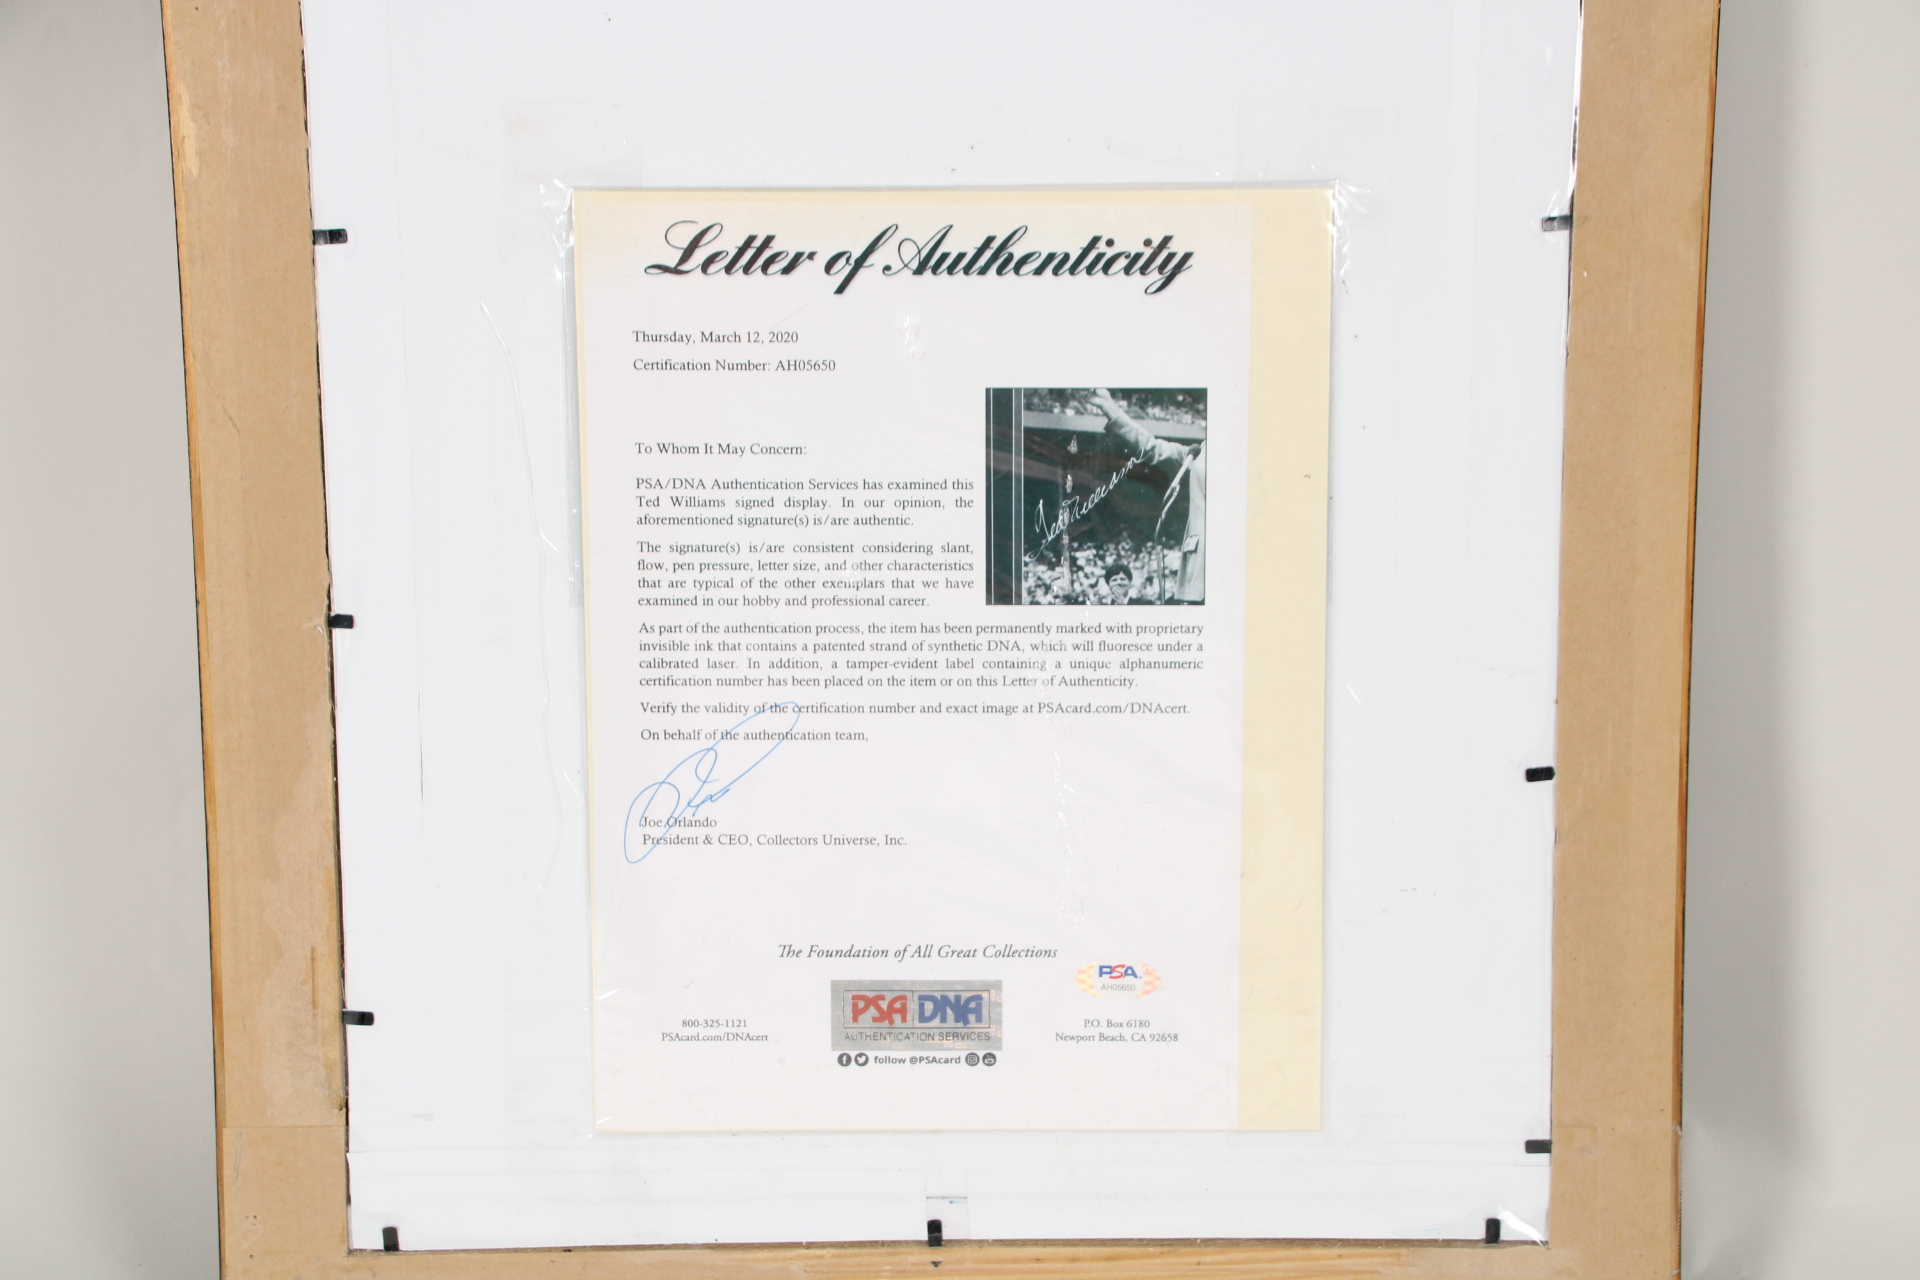 Letter of Authenticity
Thursday, March 12, 2020
Certification Number: AH05650
To Whom It May Concern:
PSA/DNA Authentication Services has examined this
Ted Williams signed display. In our opinion, the
aforementioned signature(s) is/are authentic.
The signature(s) is/are consistent considering slant,
flow, pen pressure, letter size, and other characteristics
that are typical of the other exemplars that we have
examined in our hobby and professional career.
Ted Williams
As part of the authentication process, the item has been permanently marked with proprietary
invisible ink that contains a patented strand of synthetic DNA, which will fluoresce under a
calibrated laser. In addition, a tamper-evident label containing a unique alphanumeric
certification number has been placed on the item or on this Letter of Authenticity.
Verify the validity of the certification number and exact image at PSAcard.com/DNAcert.
On behalf of the authentication team,
Joe Orlando
President & CEO, Collectors Universe, Inc.
The Foundation of All Great Collections
PSA
AH05650
800-325-1121
PSAcard.com/DNAcert
PSA DNA
AUTHENTICATION SERVICES
follow @PSAcard
P.O. Box 6180
Newport Beach, CA 92658